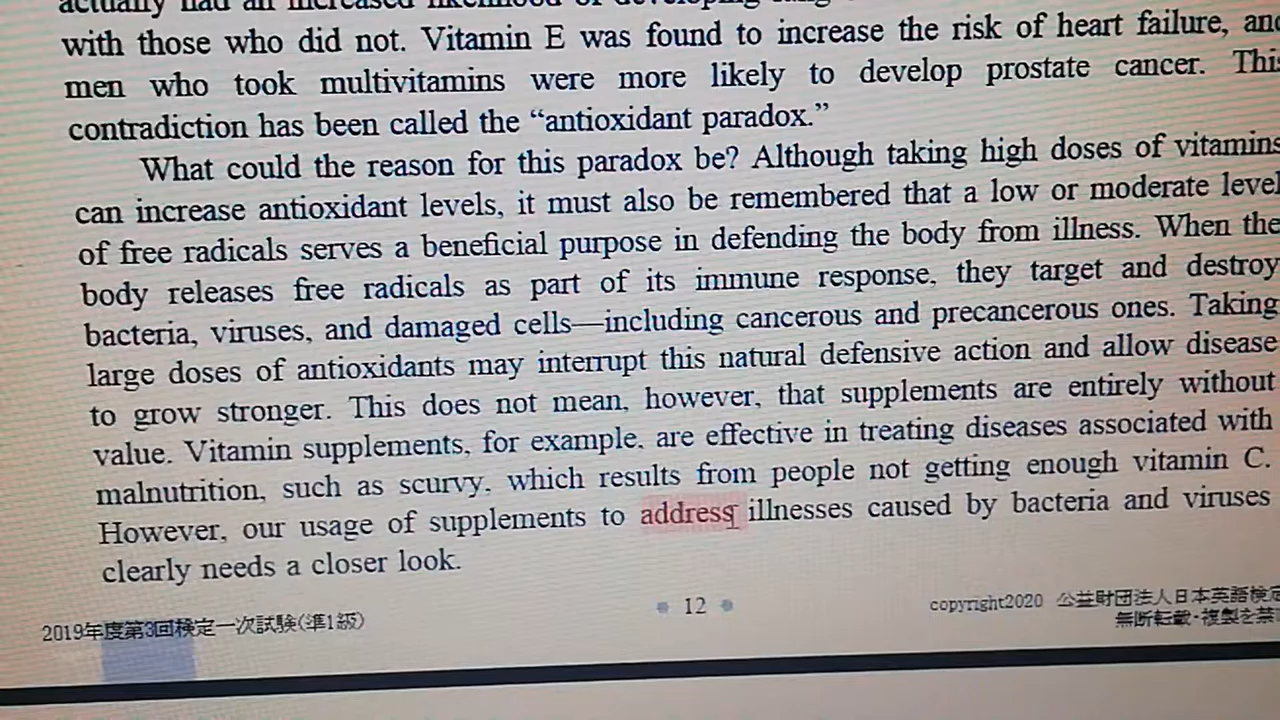 actually had an increased likelihood of developing
with those who did not. Vitamin E was found to increase the risk of heart failure, and
men who took multivitamins were more likely to develop prostate cancer. This
contradiction has been called the “antioxidant paradox.”
What could the reason for this paradox be? Although taking high doses of vitamins
can increase antioxidant levels, it must also be remembered that a low or moderate level
of free radicals serves a beneficial purpose in defending the body from illness. When the
body releases free radicals as part of its immune response, they target and destroy
bacteria, viruses, and damaged cells—including cancerous and precancerous ones. Taking
large doses of antioxidants may interrupt this natural defensive action and allow disease
to grow stronger. This does not mean, however, that supplements are entirely without
value. Vitamin supplements, for example, are effective in treating diseases associated with
malnutrition, such as scurvy, which results from people not getting enough vitamin C.
However, our usage of supplements to address illnesses caused by bacteria and viruses
clearly needs a closer look.
2019年度第3回検定一次試験(準1級)
12
copyright2020 公益財団法人日本英語検定
無断転載・複製を禁